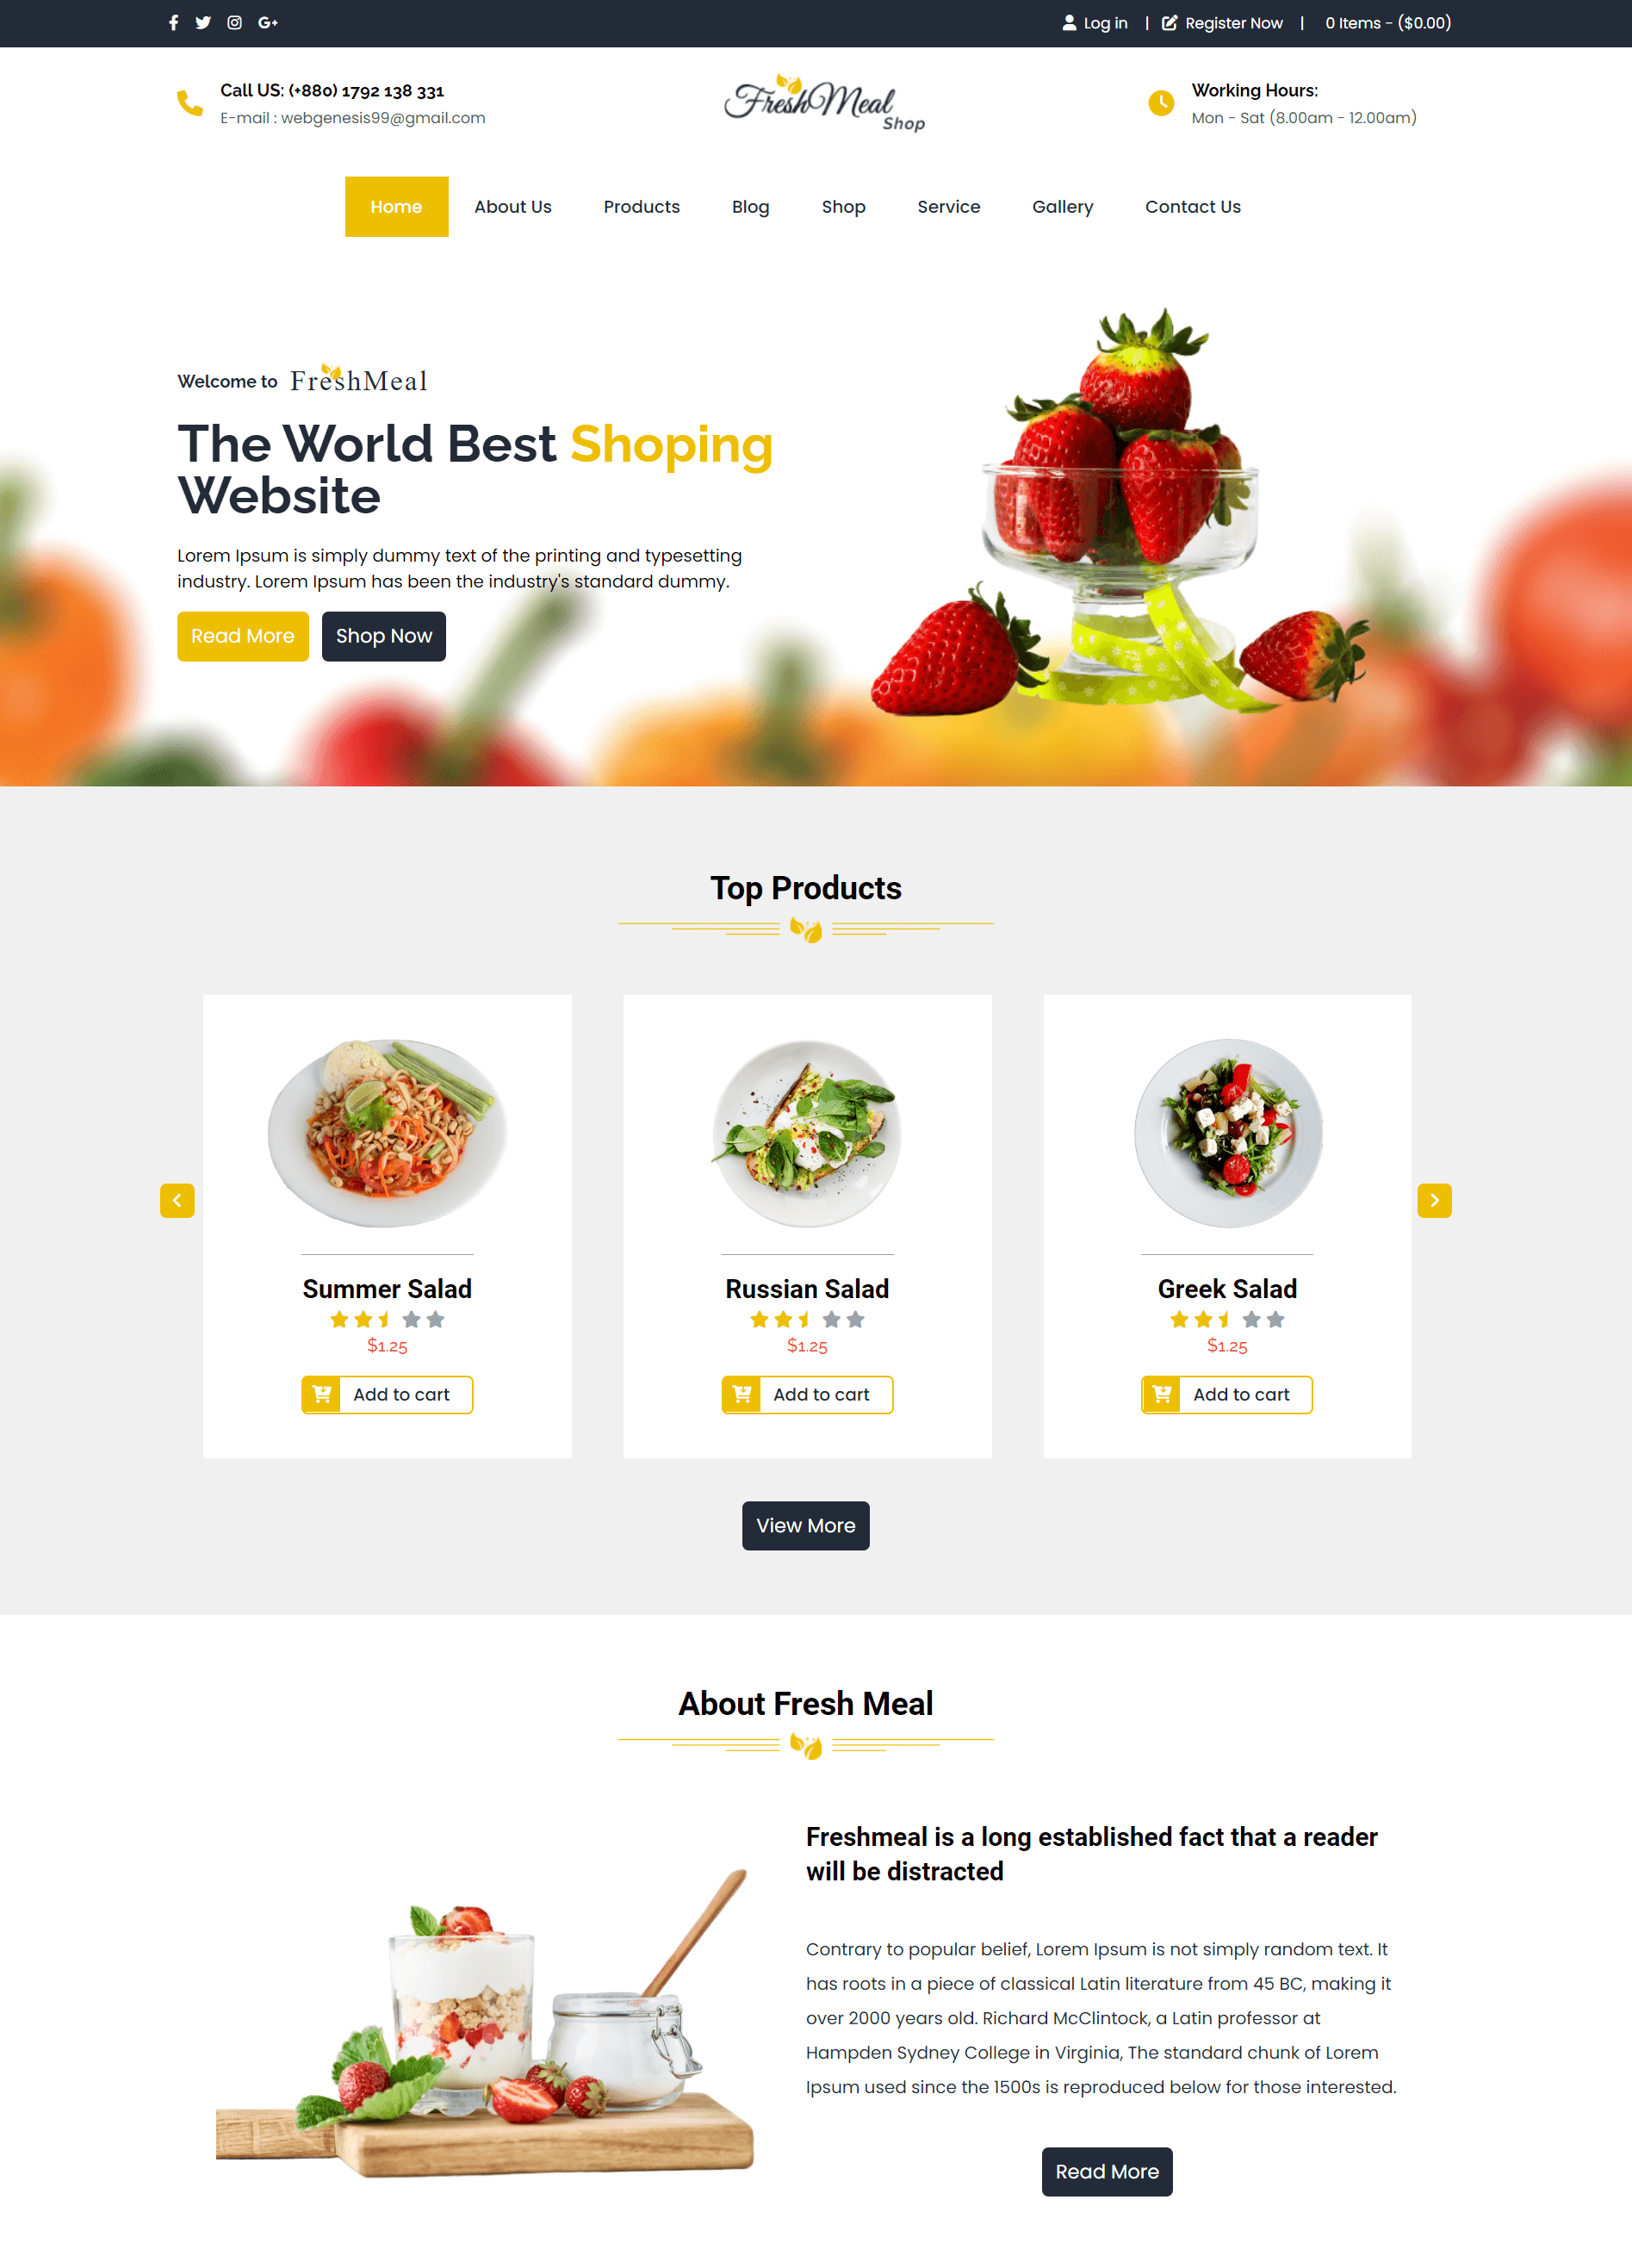 Log in | Register Now | 0 Items - ($0.00)
Call US: (+880) 1792 138 331
E-mail : webgenesis99@gmail.com
FreshMeal
Shop
Working Hours:
Mon - Sat (8.00am - 12.00am)
Home About Us Products Blog Shop Service Gallery Contact Us
Welcome to FreshMeal
The World Best Shoping
Website
Lorem Ipsum is simply dummy text of the printing and typesetting
industry. Lorem Ipsum has been the industry's standard dummy.
Read More Shop Now
Top Products
Summer Salad
$1.25
Add to cart
Russian Salad
$1.25
Add to cart
Greek Salad
$1.25
Add to cart
View More
About Fresh Meal
Freshmeal is a long established fact that a reader
will be distracted
Contrary to popular belief, Lorem Ipsum is not simply random text. It
has roots in a piece of classical Latin literature from 45 BC, making it
over 2000 years old. Richard McClintock, a Latin professor at
Hampden Sydney College in Virginia, The standard chunk of Lorem
Ipsum used since the 1500s is reproduced below for those interested.
Read More